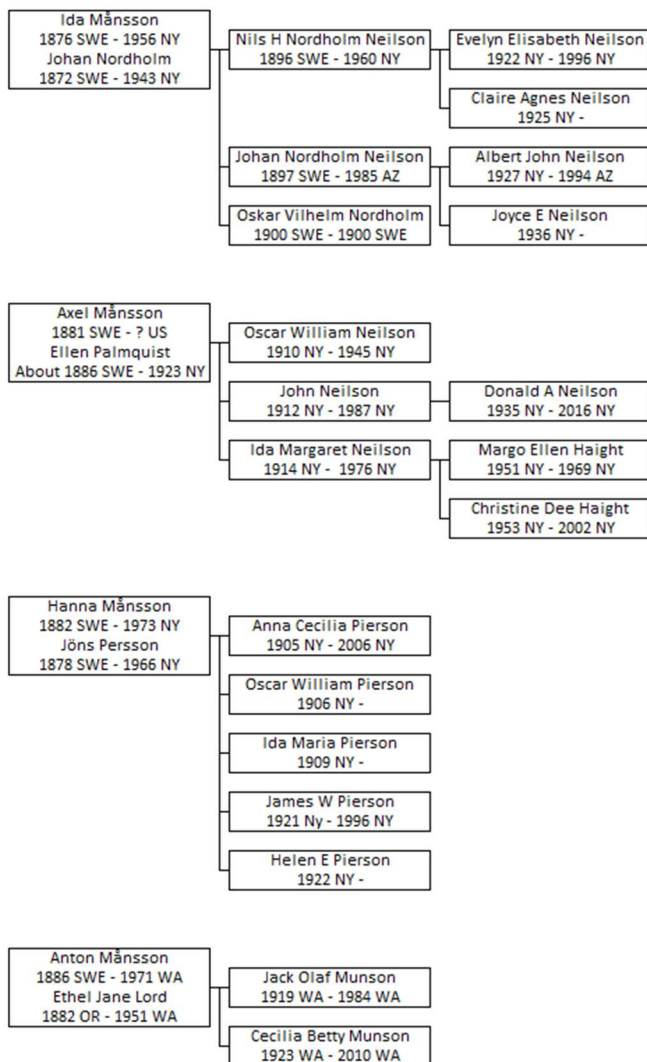 Ida Månsson
1876 SWE - 1956 NY
Johan Nordholm
1872 SWE - 1943 NY
Nils H Nordholm Neilson
1896 SWE - 1960 NY
Evelyn Elisabeth Neilson
1922 NY - 1996 NY
Claire Agnes Neilson
1925 NY -
Johan Nordholm Neilson
1897 SWE - 1985 AZ
Albert John Neilson
1927 NY - 1994 AZ
Oskar Vilhelm Nordholm
1900 SWE - 1900 SWE
Joyce E Neilson
1936 NY -
Axel Månsson
1881 SWE - ? US
Ellen Palmquist
About 1886 SWE - 1923 NY
Oscar William Neilson
1910 NY - 1945 NY
John Neilson
1912 NY - 1987 NY
Donald A Neilson
1935 NY - 2016 NY
Ida Margaret Neilson
1914 NY - 1976 NY
Margo Ellen Haight
1951 NY - 1969 NY
Christine Dee Haight
1953 NY - 2002 NY
Hanna Månsson
1882 SWE - 1973 NY
Jöns Persson
1878 SWE - 1966 NY
Anna Cecilia Pierson
1905 NY - 2006 NY
Oscar William Pierson
1906 NY -
Ida Maria Pierson
1909 NY -
James W Pierson
1921 Ny - 1996 NY
Helen E Pierson
1922 NY -
Anton Månsson
1886 SWE - 1971 WA
Ethel Jane Lord
1882 OR - 1951 WA
Jack Olaf Munson
1919 WA - 1984 WA
Cecilia Betty Munson
1923 WA - 2010 WA